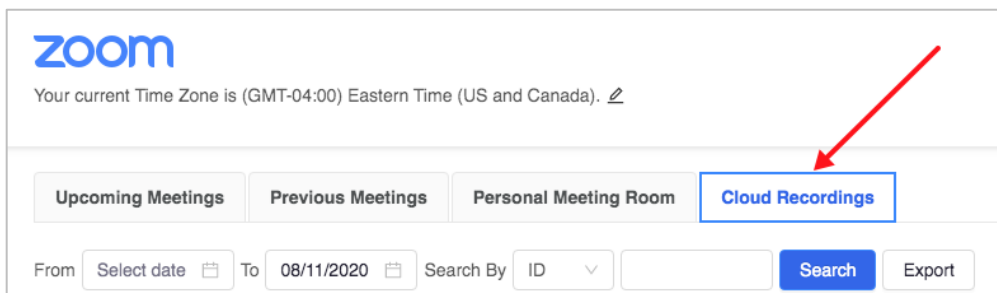 zoom
Your current Time Zone is (GMT-04:00) Eastern Time (US and Canada).
Upcoming Meetings Previous Meetings Personal Meeting Room Cloud Recordings
From Select date To 08/11/2020 Search By ID Search Export